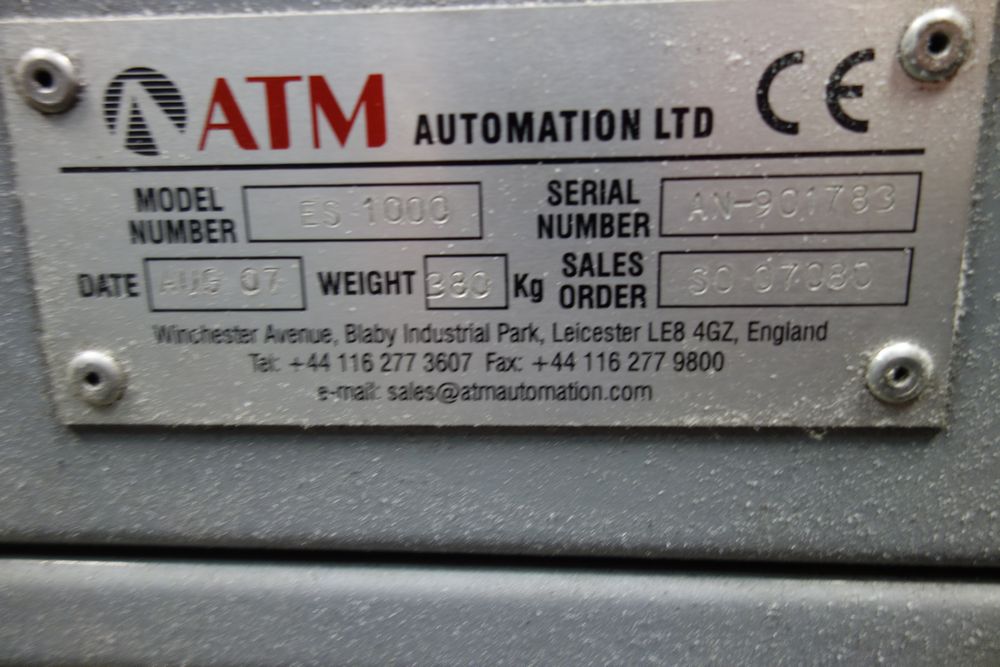 ATM AUTOMATION LTD CE
MODEL NUMBER ES 1000 SERIAL NUMBER AN-901783
DATE AUG 07 WEIGHT 380 Kg SALES ORDER SO 07080
Winchester Avenue, Blaby Industrial Park, Leicester LE8 4GZ, England
Tel: +44 116 277 3607 Fax: +44 116 277 9800
e-mail: sales@atmautomation.com